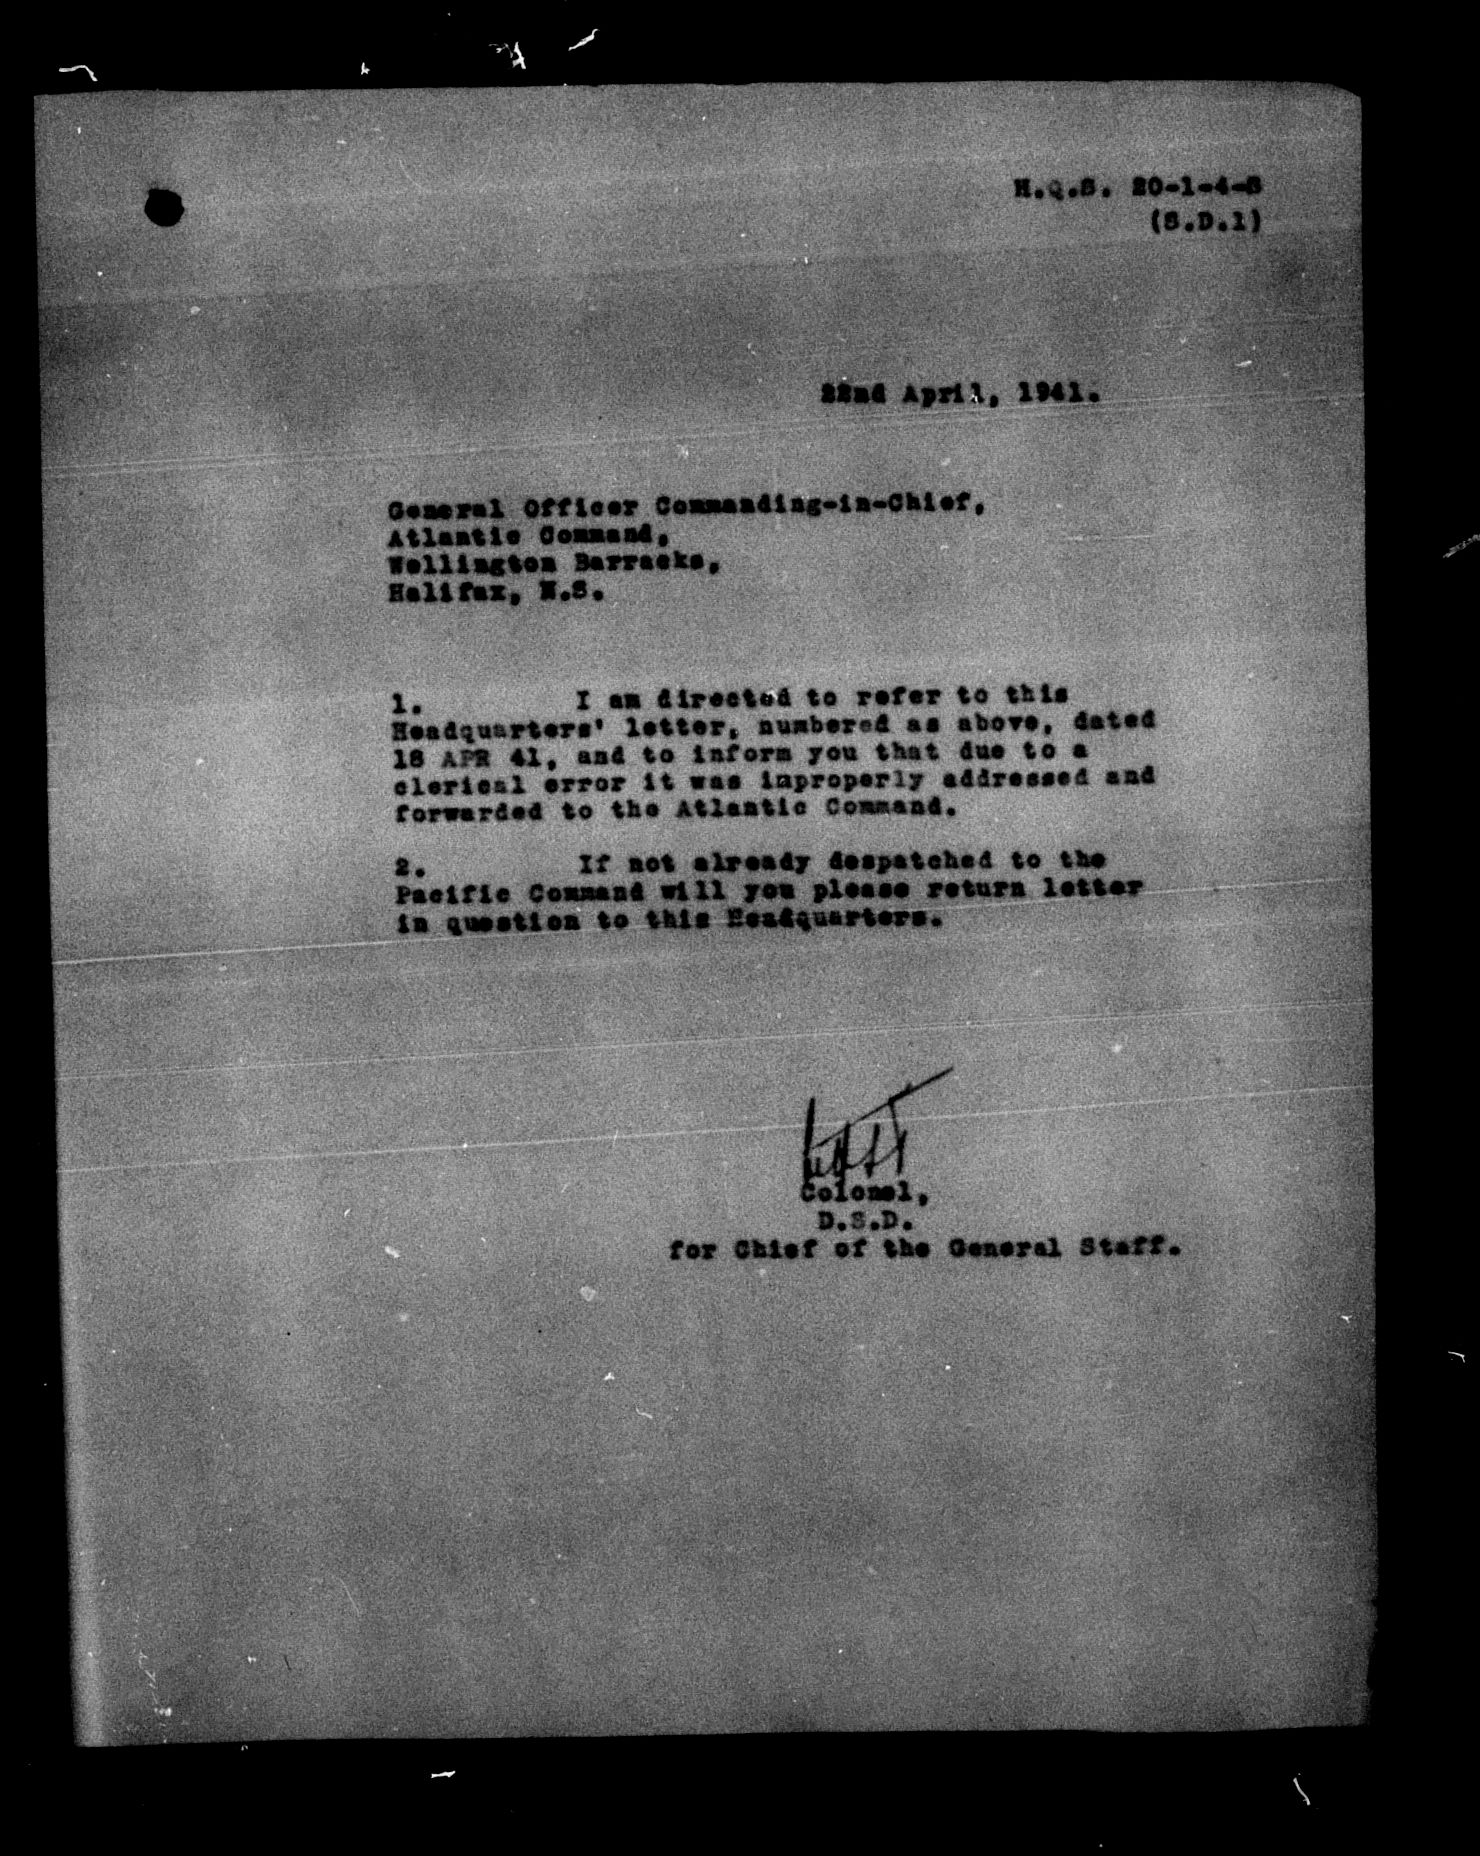 H.Q.S. 20-1-4-8
(S.D.1)
22nd April, 1941.
General Officer Commanding-in-Chief,
Atlantic Command,
Wellington Barracks,
Halifax, N.S.
1. I am directed to refer to this
Headquarters' letter, numbered as above, dated
18 APR 41, and to inform you that due to a
clerical error it was improperly addressed and
forwarded to the Atlantic Command.
2. If not already despatched to the
Pacific Command will you please return letter
in question to this Headquarters.
Colonel,
D.S.D.
for Chief of the General Staff.